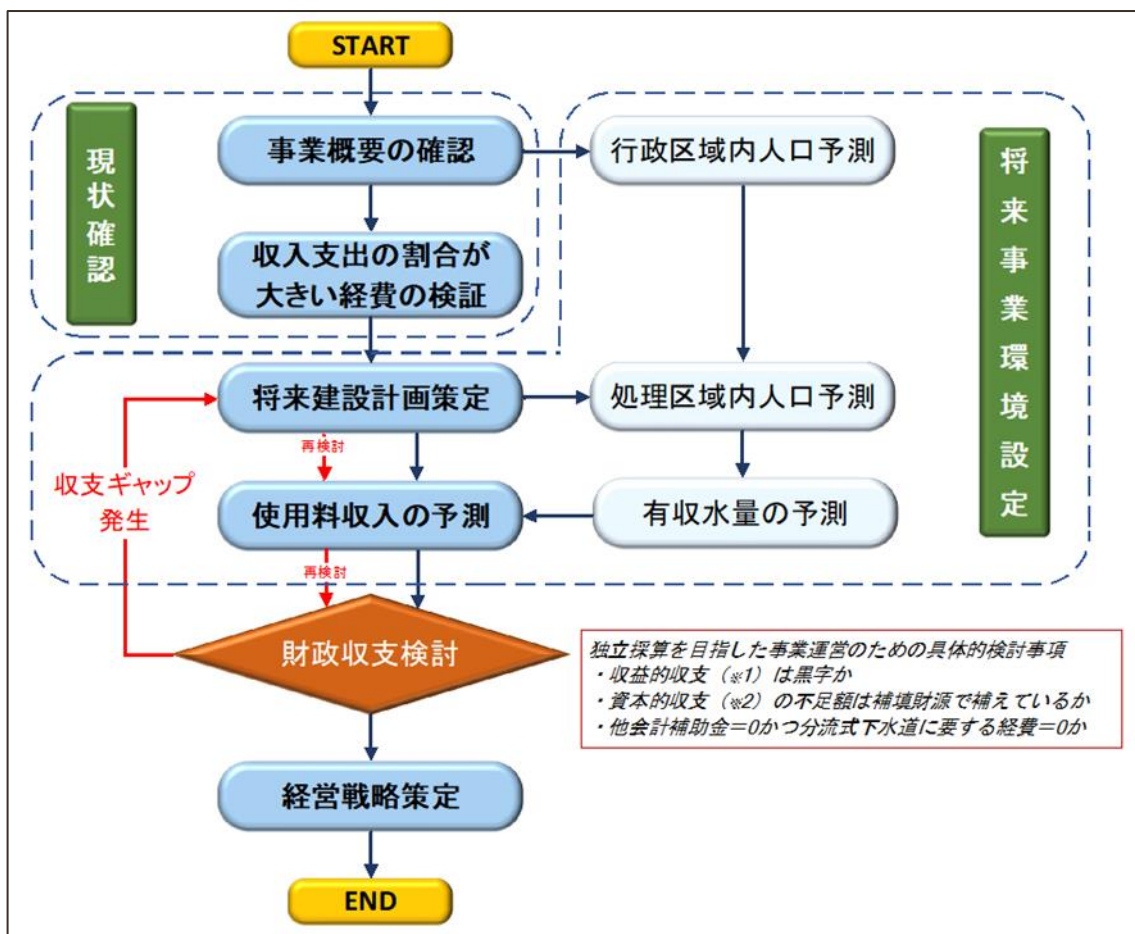 START
現状確認
事業概要の確認
行政区域内人口予測
将来事業環境設定
収入支出の割合が
大きい経費の検証
将来建設計画策定
処理区域内人口予測
再検討
収支ギャップ
発生
使用料収入の予測
有収水量の予測
再検討
財政収支検討
独立採算を目指した事業運営のための具体的検討事項
・収益的収支（※1）は黒字か
・資本的収支（※2）の不足額は補填財源で補えているか
・他会計補助金＝0かつ分流式下水道に要する経費＝0か
経営戦略策定
END